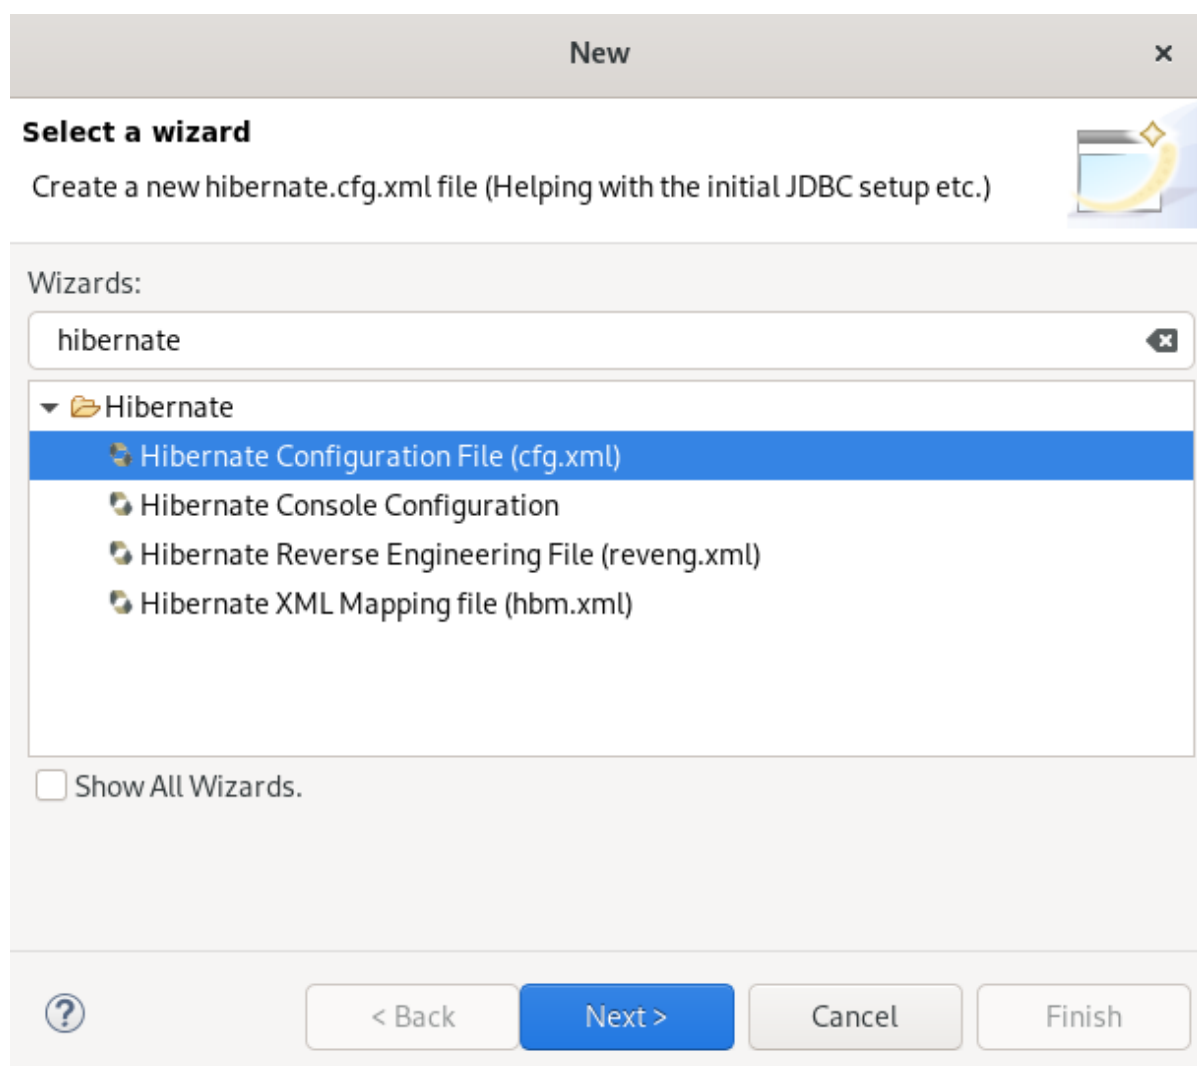 New
Select a wizard
Create a new hibernate.cfg.xml file (Helping with the initial JDBC setup etc.)
Wizards:
hibernate
Hibernate
Hibernate Configuration File (cfg.xml)
Hibernate Console Configuration
Hibernate Reverse Engineering File (reveng.xml)
Hibernate XML Mapping file (hbm.xml)
Show All Wizards.
? < Back Next > Cancel Finish